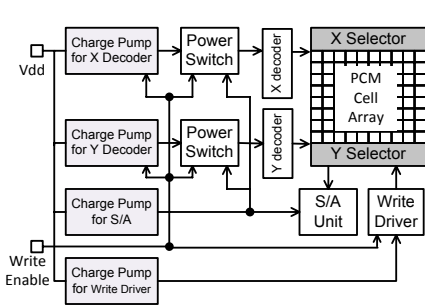 Vdd
Charge Pump
for X Decoder
Power
Switch
X decoder
X Selector
PCM
Cell
Array
Charge Pump
for Y Decoder
Power
Switch
Y decoder
Y Selector
Charge Pump
for S/A
S/A
Unit
Write
Driver
Write
Enable
Charge Pump
for Write Driver